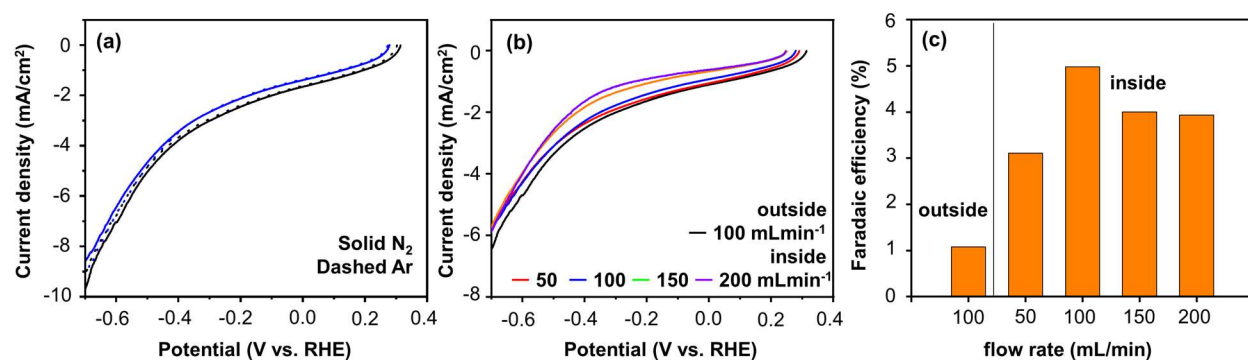 (a)
0
-2
-4
-6
-8
-10
Current density (mA/cm²)
Solid N₂
Dashed Ar
-0.6 -0.4 -0.2 0.0 0.2 0.4
Potential (V vs. RHE)
(b)
0
-2
-4
-6
-8
Current density (mA/cm²)
outside
100 mLmin⁻¹
inside
50 100 150 200 mLmin⁻¹
-0.6 -0.4 -0.2 0.0 0.2 0.4
Potential (V vs. RHE)
(c)
6
5
4
3
2
1
0
Faradaic efficiency (%)
inside
outside
100 50 100 150 200
flow rate (mL/min)